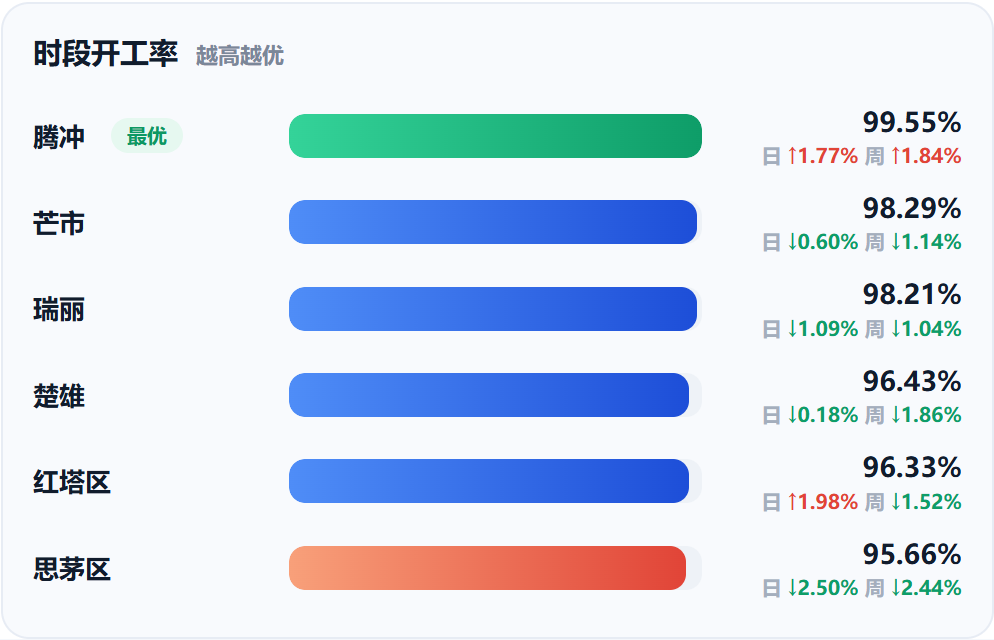 时段开工率 越高越优
腾冲 最优 99.55%
日 ↑1.77% 周 ↑1.84%
芒市 98.29%
日 ↓0.60% 周 ↓1.14%
瑞丽 98.21%
日 ↓1.09% 周 ↓1.04%
楚雄 96.43%
日 ↓0.18% 周 ↓1.86%
红塔区 96.33%
日 ↑1.98% 周 ↓1.52%
思茅区 95.66%
日 ↓2.50% 周 ↓2.44%